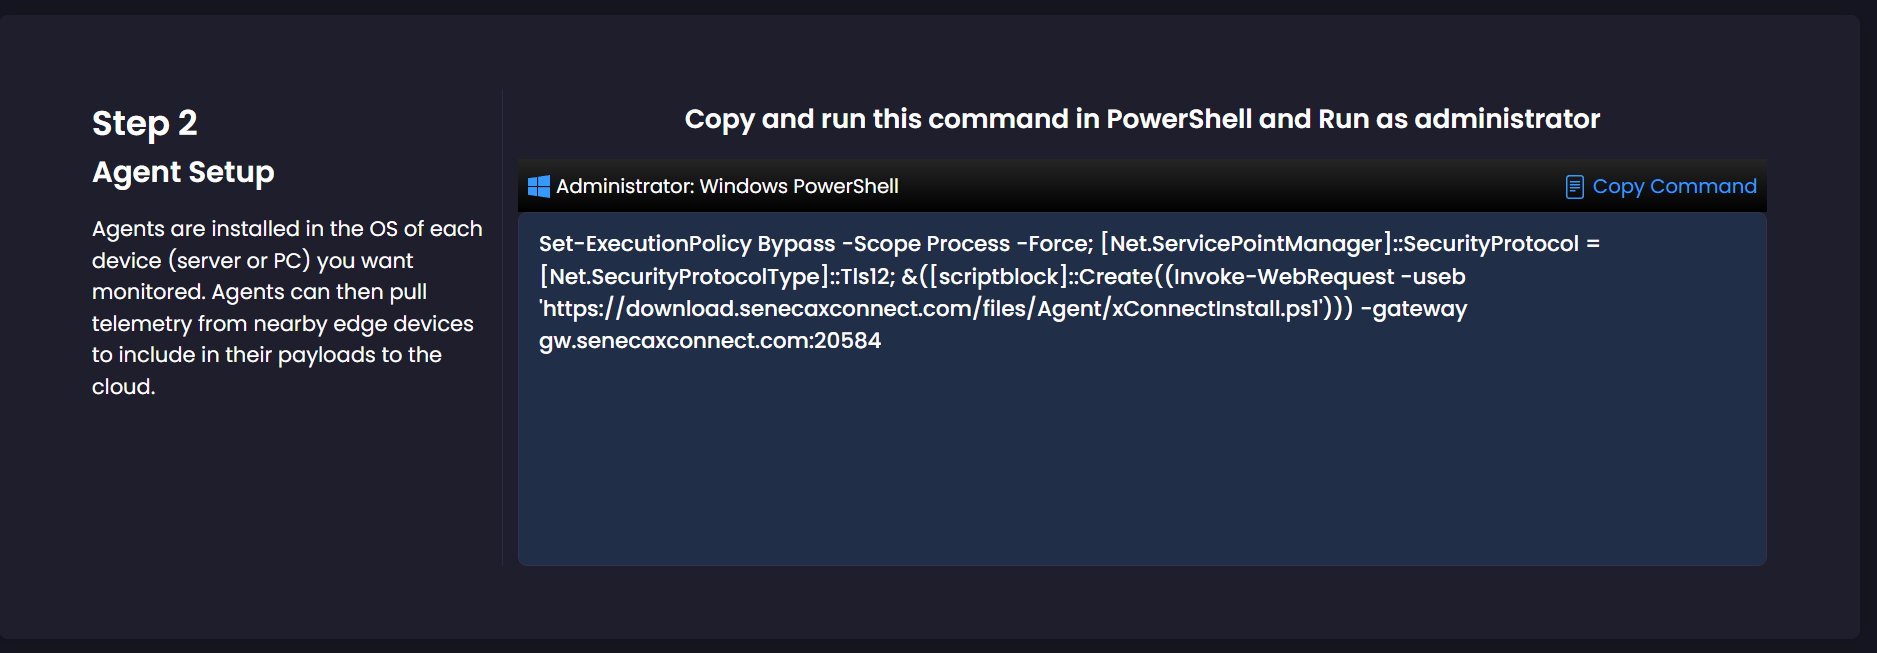 Step 2
Agent Setup
Agents are installed in the OS of each
device (server or PC) you want
monitored. Agents can then pull
telemetry from nearby edge devices
to include in their payloads to the
cloud.
Copy and run this command in PowerShell and Run as administrator
Administrator: Windows PowerShell
Copy Command
Set-ExecutionPolicy Bypass -Scope Process -Force; [Net.ServicePointManager]::SecurityProtocol =
[Net.SecurityProtocolType]::Tls12; &([scriptblock]::Create((Invoke-WebRequest -useb
'https://download.senecaxconnect.com/files/Agent/xConnectInstall.ps1'))) -gateway
gw.senecaxconnect.com:20584